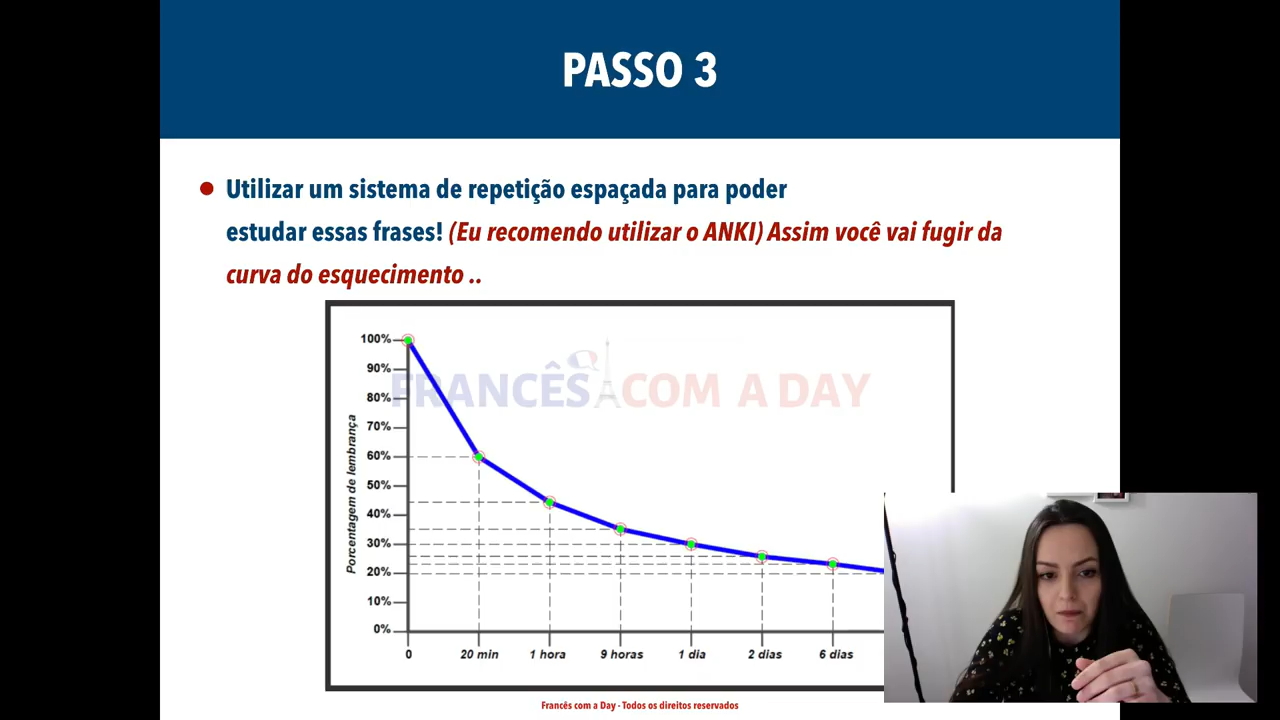 PASSO 3
Utilizar um sistema de repetição espaçada para poder
estudar essas frases! (Eu recomendo utilizar o ANKI) Assim você vai fugir da
curva do esquecimento ..
FRANCÊS COM A DAY
Porcentagem de lembrança
100%
90%
80%
70%
60%
50%
40%
30%
20%
10%
0%
0 20 min 1 hora 9 horas 1 dia 2 dias 6 dias
Francês com a Day - Todos os direitos reservados